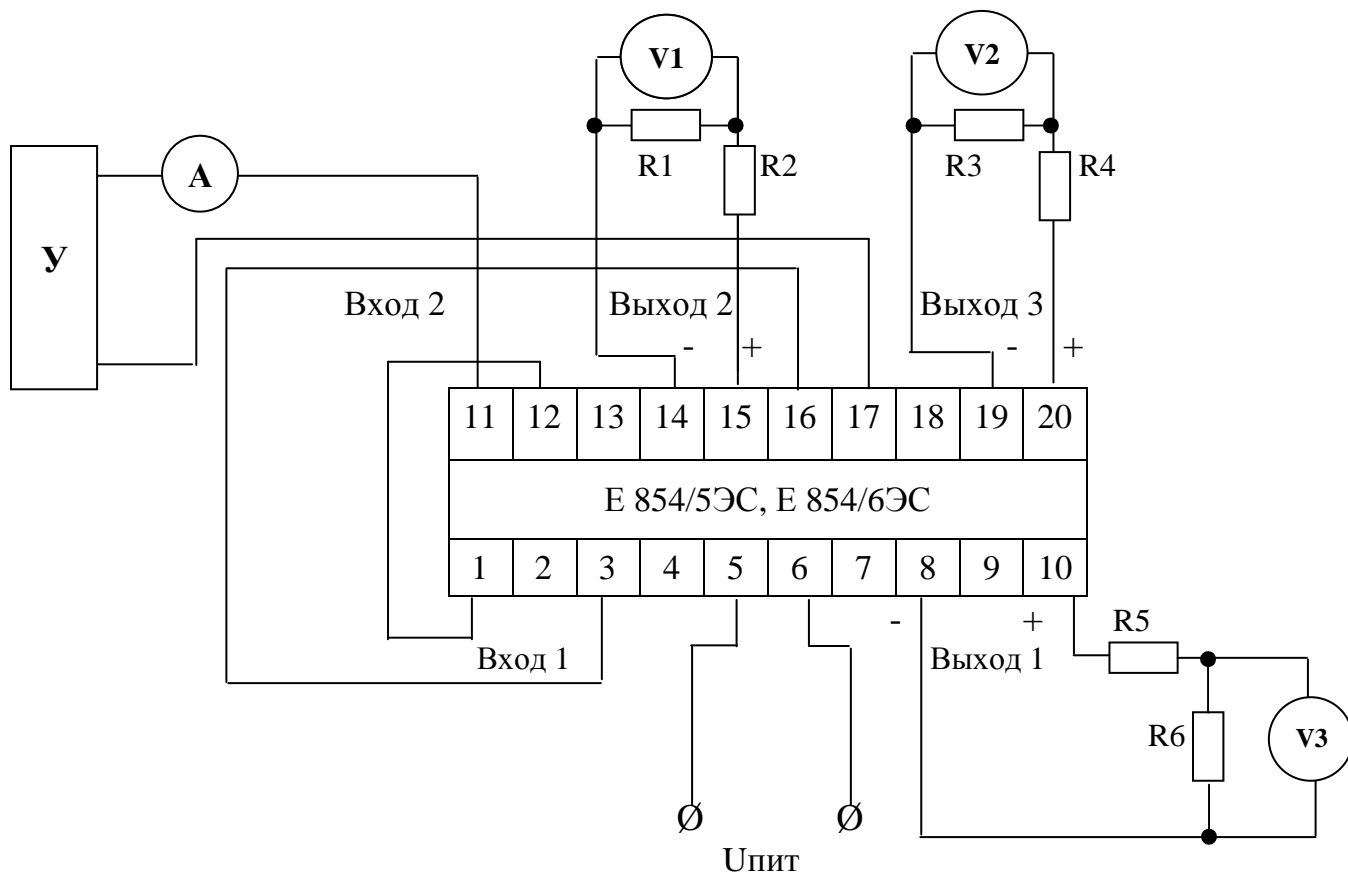 V1
V2
R1
R2
R3
R4
А
У
Вход 2
Выход 2
Выход 3
- +
- +
11 12 13 14 15 16 17 18 19 20
Е 854/5ЭС, Е 854/6ЭС
1 2 3 4 5 6 7 8 9 10
- +
Вход 1
Выход 1
R5
R6
V3
Ø Ø
Uпит